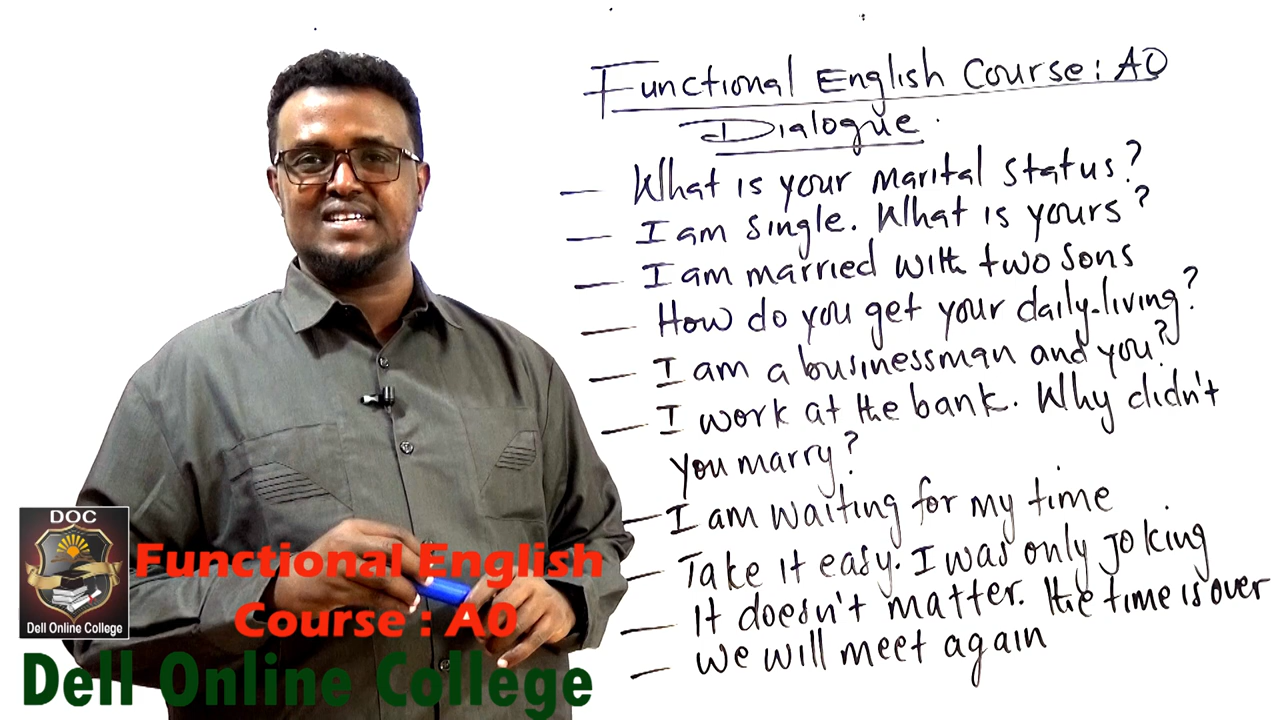 Functional English Course: A0
Dialogue.
— What is your marital status?
— I am single. What is yours?
— I am married with two sons
— How do you get your daily-living?
— I am a businessman and you?
— I work at the bank. Why didn't
you marry?
— I am waiting for my time
— Take it easy. I was only joking
— It doesn't matter. the time is over
— We will meet again
DOC
Dell Online College
Functional English
Course : A0
Dell Online College